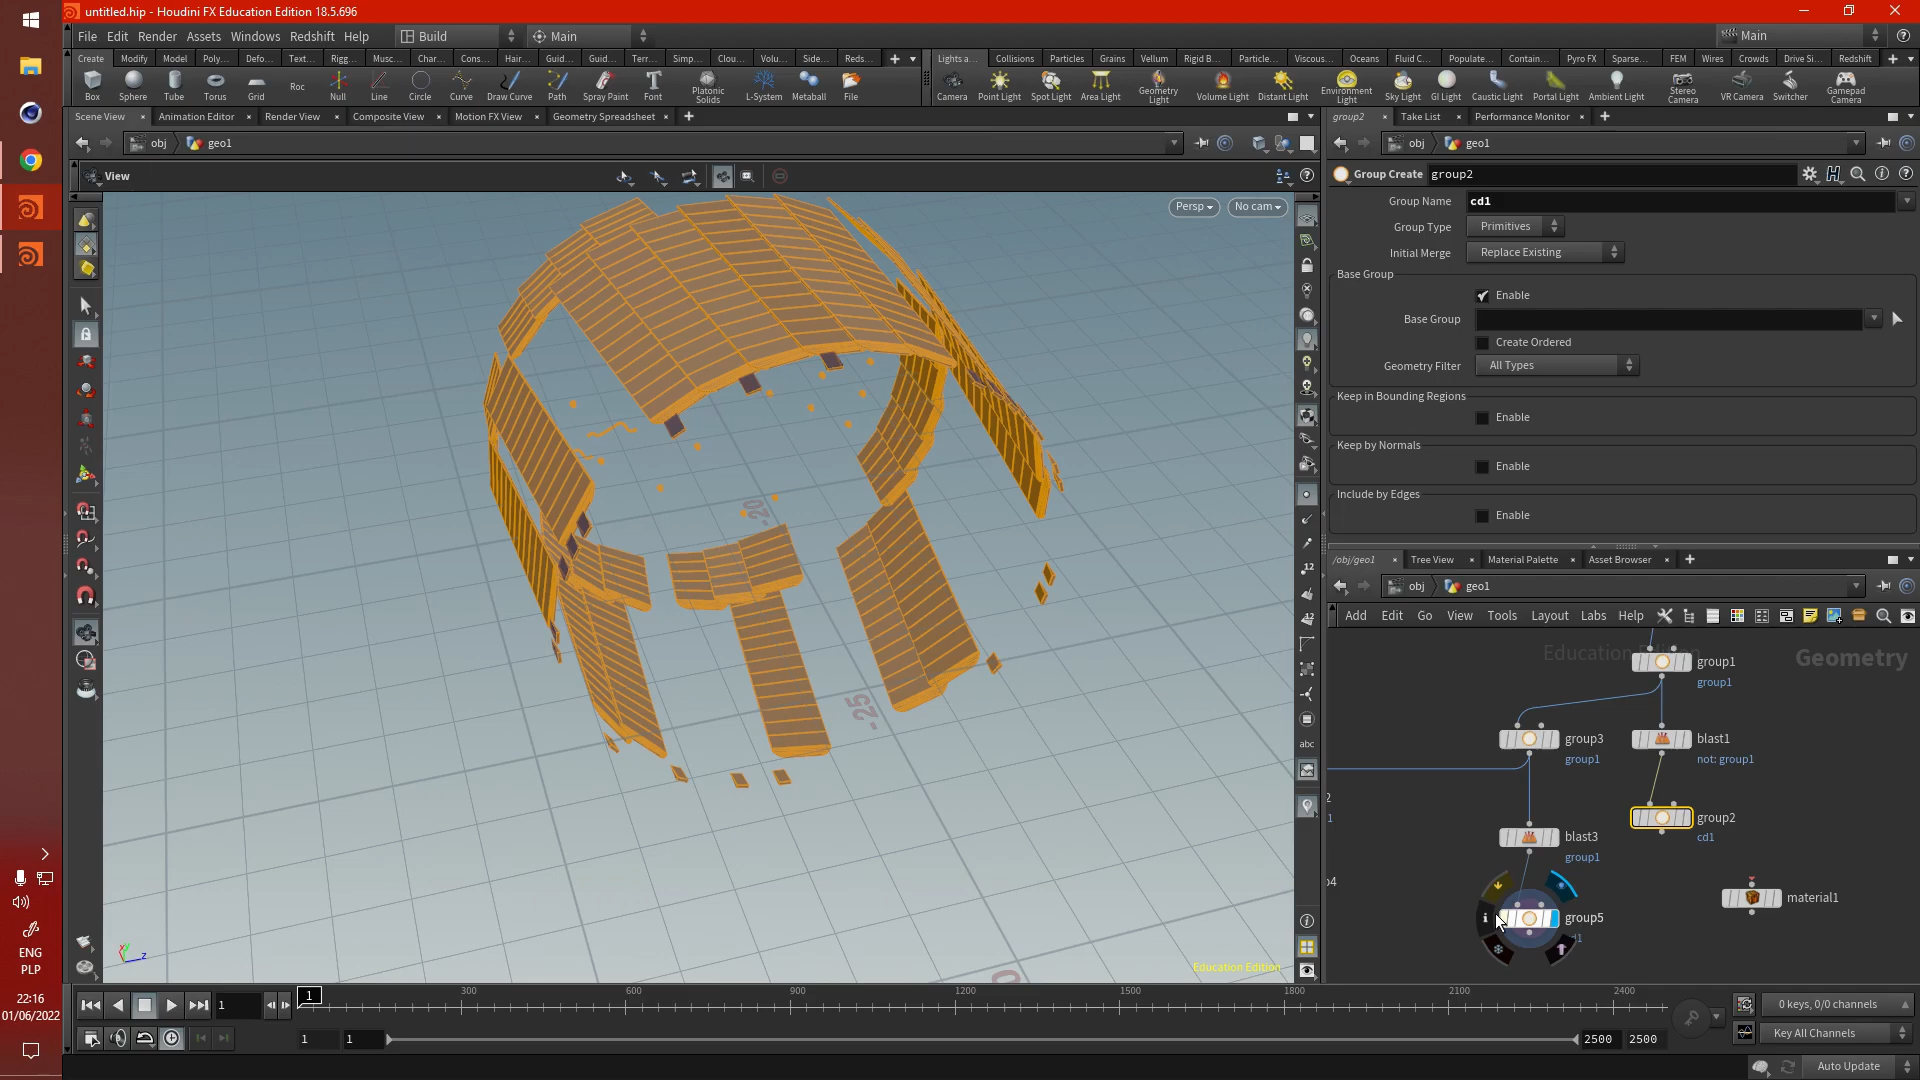 untitled.hip - Houdini FX Education Edition 18.5.696
File Edit Render Assets Windows Redshift Help Build Main Main
Create Modify Model Poly... Defo... Text... Rigg... Musc... Char... Cons... Hair... Guid... Guid... Terr... Simp... Clou... Volu... Side... Reds...
Lights a... Collisions Particles Grains Vellum Rigid B... Particle... Viscous... Oceans Fluid C... Populate... Contain... Pyro FX Sparse... FEM Wires Crowds Drive Si... Redshift
Box Sphere Tube Torus Grid Roc Null Line Circle Curve Draw Curve Path Spray Paint Font Platonic Solids L-System Metaball File
Camera Point Light Spot Light Area Light Geometry Light Volume Light Distant Light Environment Light Sky Light GI Light Caustic Light Portal Light Ambient Light Stereo Camera VR Camera Switcher Gamepad Camera
Scene View Animation Editor Render View Composite View Motion FX View Geometry Spreadsheet
group2 Take List Performance Monitor
obj geo1
obj geo1
View
Persp No cam
Group Create group2
Group Name cd1
Group Type Primitives
Initial Merge Replace Existing
Base Group
Enable
Base Group
Create Ordered
Geometry Filter All Types
Keep in Bounding Regions
Enable
Keep by Normals
Enable
Include by Edges
Enable
/obj/geo1 Tree View Material Palette Asset Browser
obj geo1
Add Edit Go View Tools Layout Labs Help
Education Edition
Geometry
group1
group1
group3
group1
blast1
not: group1
group2
cd1
blast3
group1
material1
group5
-20
-25
12
12
abc
Education Edition
x y z
ENG
PLP
22:16
01/06/2022
1 1 300 600 900 1200 1500 1800 2100 2400
1 1 2500 2500
0 keys, 0/0 channels
Key All Channels
Auto Update